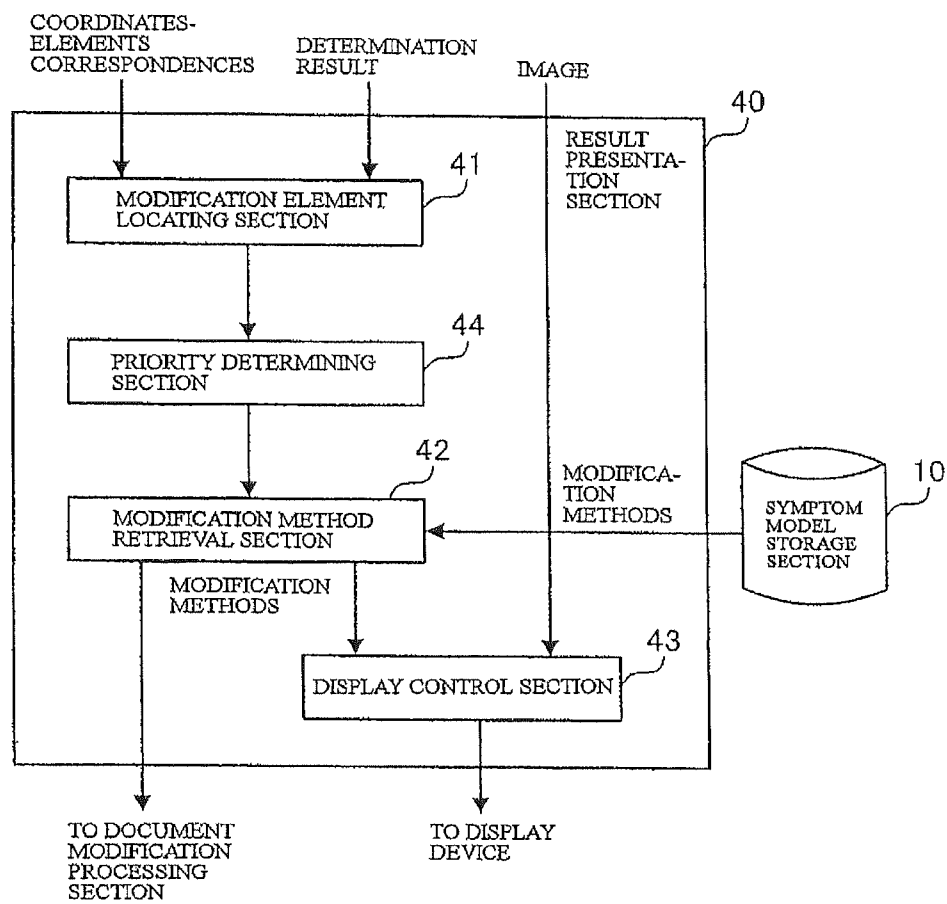 COORDINATES-
ELEMENTS
CORRESPONDENCES
DETERMINATION
RESULT
IMAGE
40
RESULT
PRESENTA-
TION
SECTION
41
MODIFICATION ELEMENT
LOCATING SECTION
44
PRIORITY DETERMINING
SECTION
42
MODIFICATION METHOD
RETRIEVAL SECTION
MODIFICA-
TION
METHODS
10
SYMPTOM
MODEL
STORAGE
SECTION
MODIFICATION
METHODS
43
DISPLAY CONTROL SECTION
TO DOCUMENT
MODIFICATION
PROCESSING
SECTION
TO DISPLAY
DEVICE